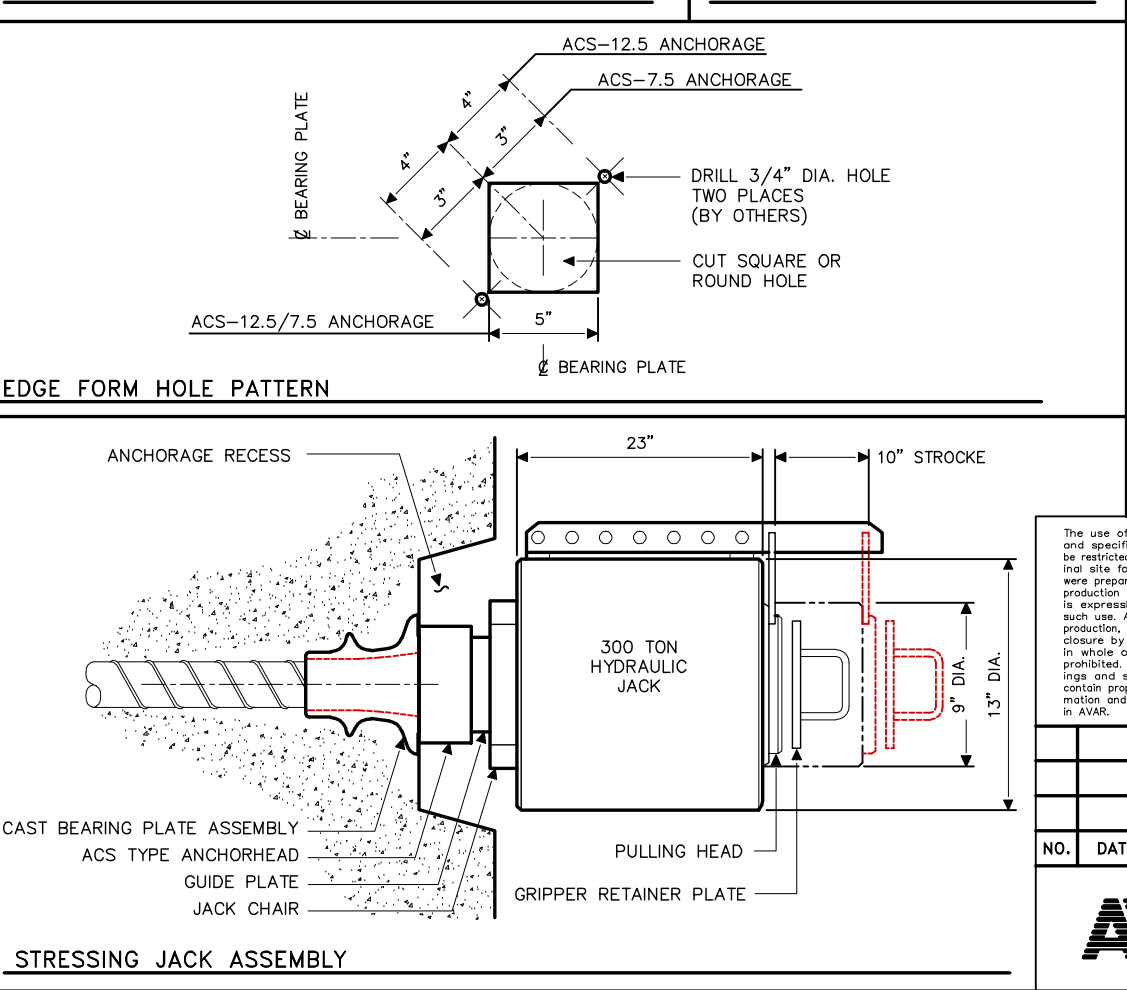 ACS-12.5 ANCHORAGE
ACS-7.5 ANCHORAGE
℄ BEARING PLATE
4"
4"
3"
3"
DRILL 3/4" DIA. HOLE
TWO PLACES
(BY OTHERS)
CUT SQUARE OR
ROUND HOLE
ACS-12.5/7.5 ANCHORAGE
5"
℄ BEARING PLATE
EDGE FORM HOLE PATTERN
ANCHORAGE RECESS
23"
10" STROCKE
300 TON
HYDRAULIC
JACK
9" DIA.
13" DIA.
CAST BEARING PLATE ASSEMBLY
ACS TYPE ANCHORHEAD
GUIDE PLATE
JACK CHAIR
PULLING HEAD
GRIPPER RETAINER PLATE
STRESSING JACK ASSEMBLY
The use of
and specifi
be restricted
inal site fo
were prepar
production
is express
such use. A
production,
closure by
in whole o
prohibited.
ings and s
contain prop
mation and
in AVAR.
NO. DAT